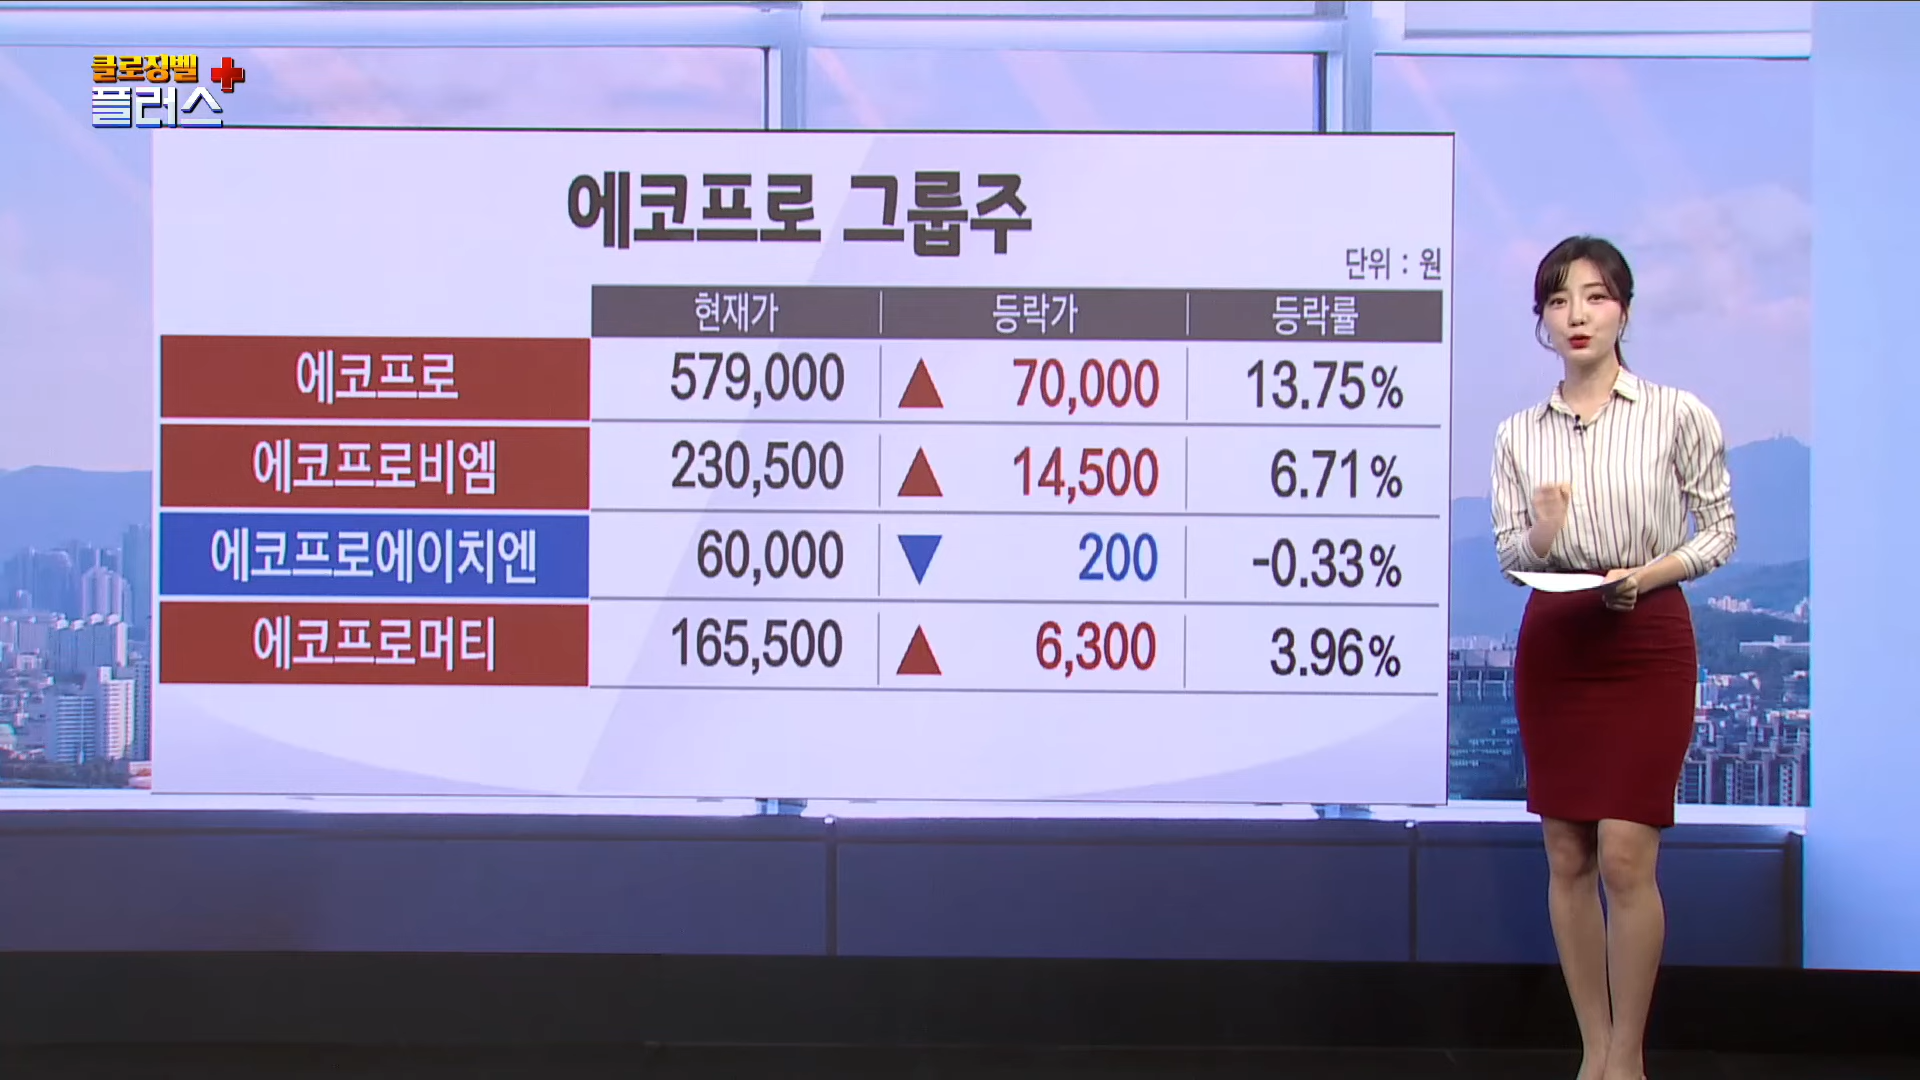 클로징벨
플러스
에코프로 그룹주
단위 : 원
현재가 등락가 등락률
에코프로 579,000 ▲ 70,000 13.75%
에코프로비엠 230,500 ▲ 14,500 6.71%
에코프로에이치엔 60,000 ▼ 200 -0.33%
에코프로머티 165,500 ▲ 6,300 3.96%